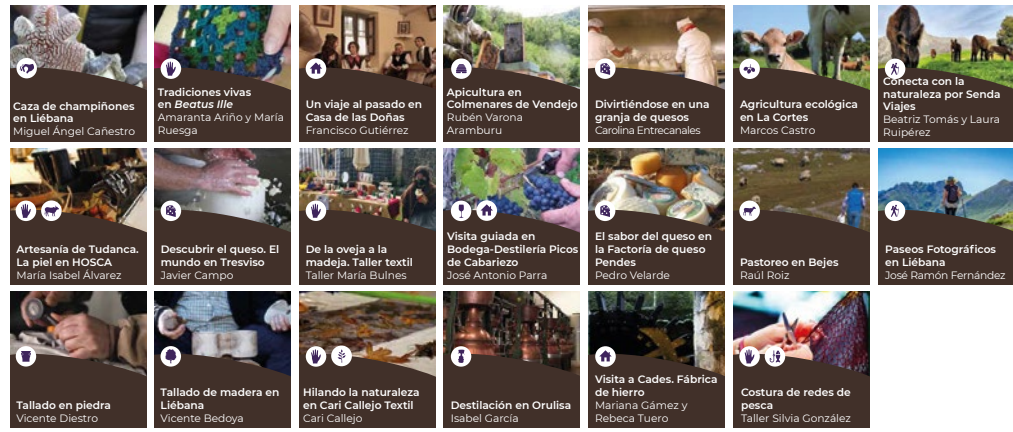 Caza de champiñones
en Liébana
Miguel Ángel Cañestro
Tradiciones vivas
en Beatus Ille
Amaranta Ariño y María
Ruesga
Un viaje al pasado en
Casa de las Doñas
Francisco Gutiérrez
Apicultura en
Colmenares de Vendejo
Rubén Varona
Aramburu
Divirtiéndose en una
granja de quesos
Carolina Entrecanales
Agricultura ecológica
en La Cortes
Marcos Castro
Conecta con la
naturaleza por Senda
Viajes
Beatriz Tomás y Laura
Ruipérez
Artesanía de Tudanca.
La piel en HOSCA
María Isabel Álvarez
Descubrir el queso. El
mundo en Tresviso
Javier Campo
De la oveja a la
madeja. Taller textil
Taller María Bulnes
Visita guiada en
Bodega-Destilería Picos
de Cabariezo
José Antonio Parra
El sabor del queso en
la Factoría de queso
Pendes
Pedro Velarde
Pastoreo en Bejes
Raúl Roiz
Paseos Fotográficos
en Liébana
José Ramón Fernández
Tallado en piedra
Vicente Diestro
Tallado de madera en
Liébana
Vicente Bedoya
Hilando la naturaleza
en Cari Callejo Textil
Cari Callejo
Destilación en Orulisa
Isabel García
Visita a Cades. Fábrica
de hierro
Mariana Gámez y
Rebeca Tuero
Costura de redes de
pesca
Taller Silvia González